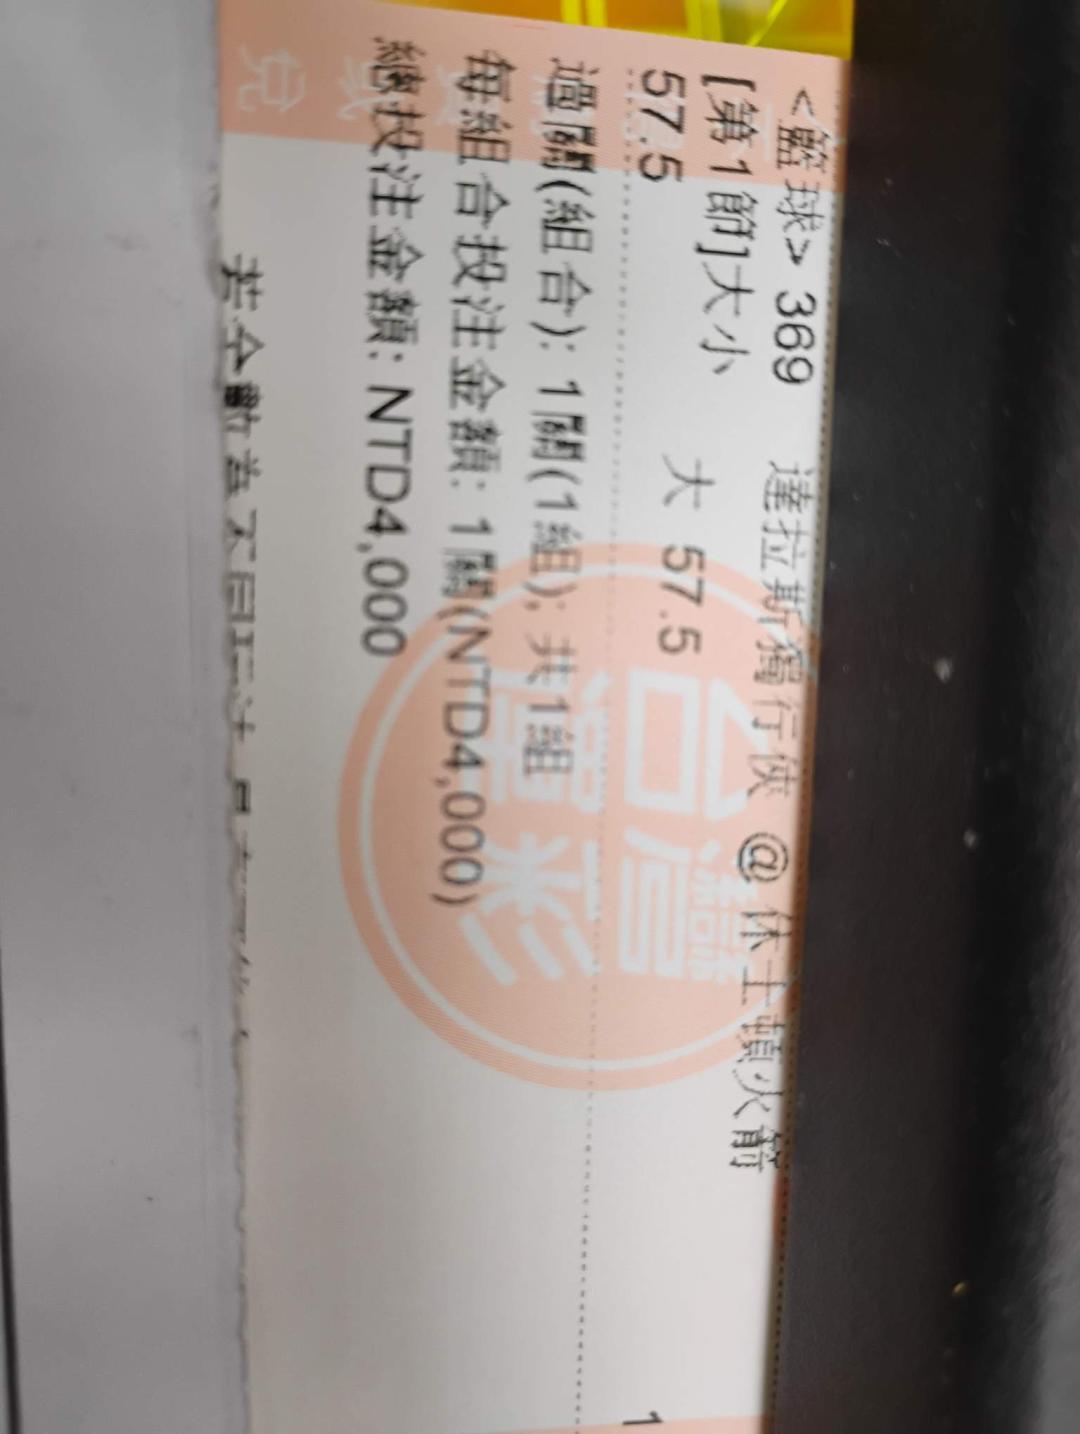 <籃球> 369 達拉斯獨行俠 @休士頓火箭
[第1節]大小 大 57.5
57.5
1
過關(組合): 1關(1組); 共1組
每組合投注金額: 1關(NTD4,000)
總投注金額: NTD4,000
台灣
運彩